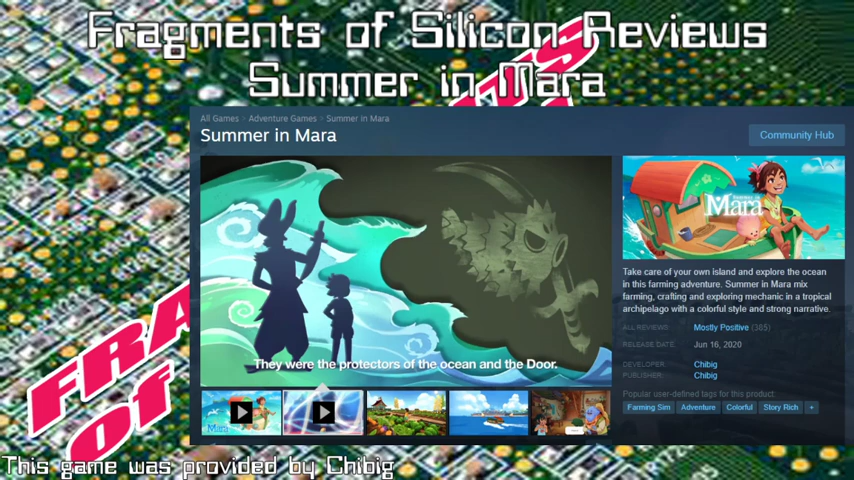 Fragments of Silicon Reviews
Summer in Mara
All Games > Adventure Games > Summer in Mara
Summer in Mara
Community Hub
They were the protectors of the ocean and the Door.
Mara
Take care of your own island and explore the ocean
in this farming adventure. Summer in Mara mix
farming, crafting and exploring mechanic in a tropical
archipelago with a colorful style and strong narrative.
ALL REVIEWS: Mostly Positive (385)
RELEASE DATE: Jun 16, 2020
DEVELOPER: Chibig
PUBLISHER: Chibig
Popular user-defined tags for this product:
Farming Sim Adventure Colorful Story Rich +
Mara
FRA
of
This game was provided by Chibig